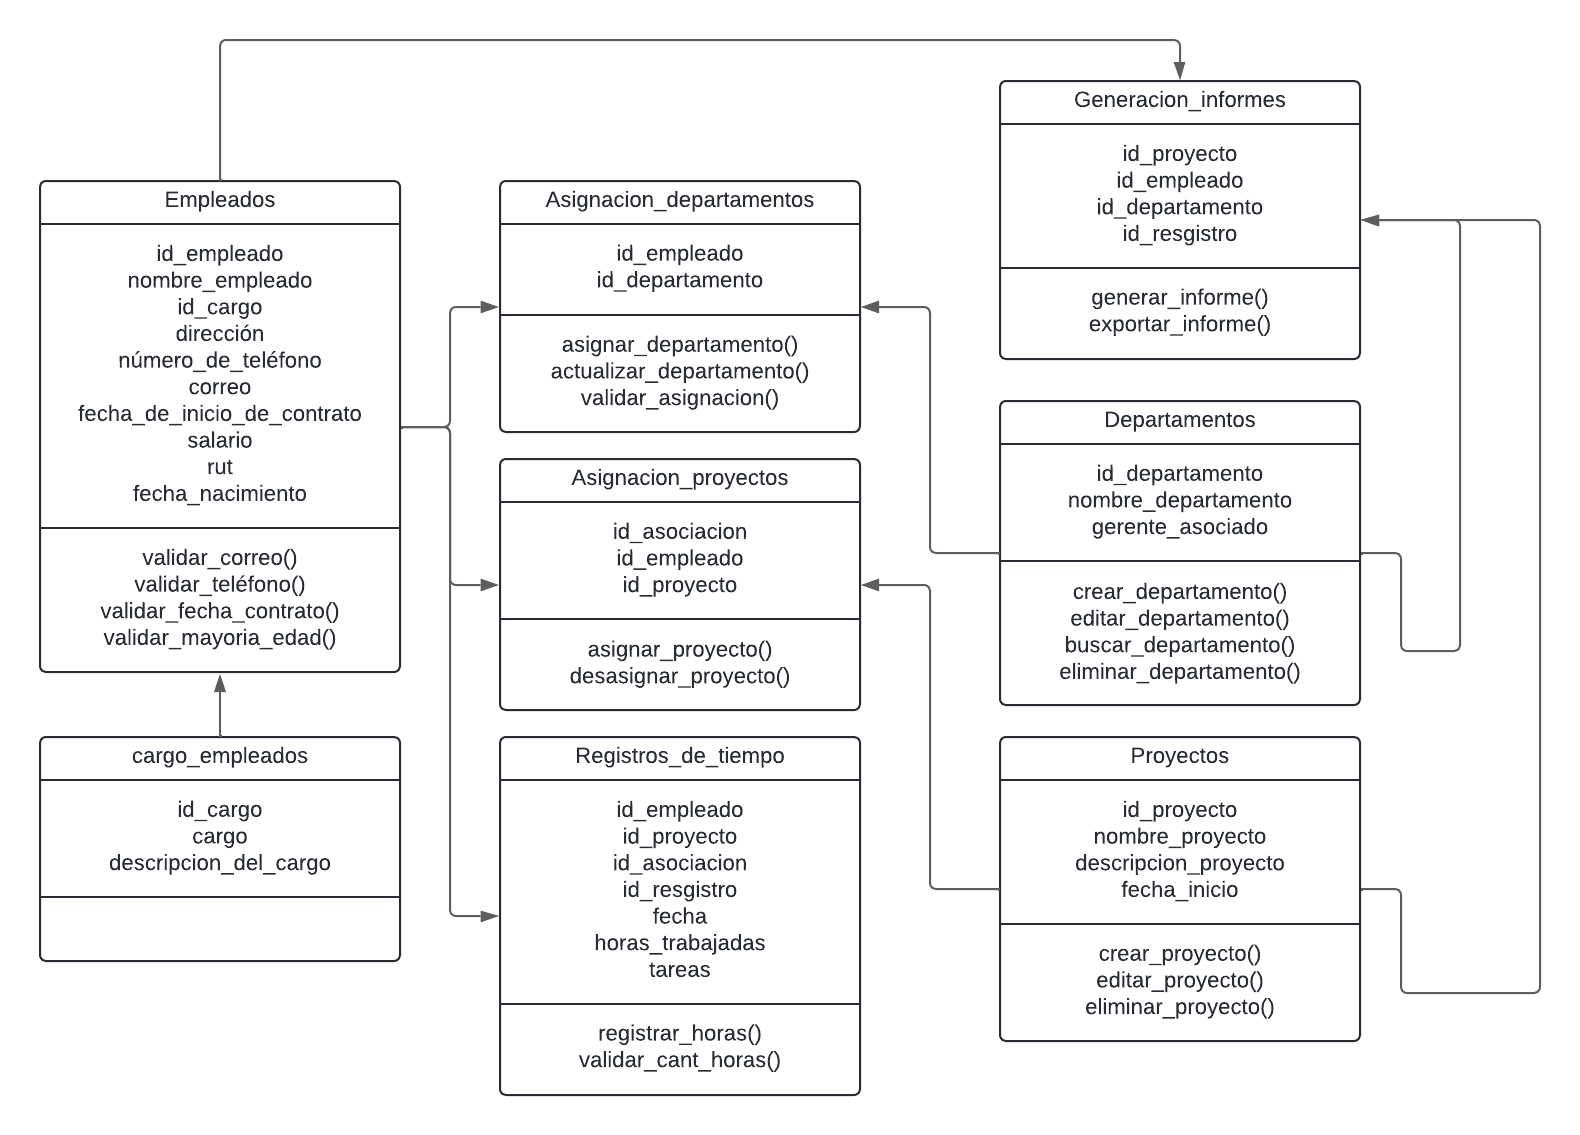 Empleados
id_empleado
nombre_empleado
id_cargo
dirección
número_de_teléfono
correo
fecha_de_inicio_de_contrato
salario
rut
fecha_nacimiento
validar_correo()
validar_teléfono()
validar_fecha_contrato()
validar_mayoria_edad()
cargo_empleados
id_cargo
cargo
descripcion_del_cargo
Asignacion_departamentos
id_empleado
id_departamento
asignar_departamento()
actualizar_departamento()
validar_asignacion()
Asignacion_proyectos
id_asociacion
id_empleado
id_proyecto
asignar_proyecto()
desasignar_proyecto()
Registros_de_tiempo
id_empleado
id_proyecto
id_asociacion
id_resgistro
fecha
horas_trabajadas
tareas
registrar_horas()
validar_cant_horas()
Generacion_informes
id_proyecto
id_empleado
id_departamento
id_resgistro
generar_informe()
exportar_informe()
Departamentos
id_departamento
nombre_departamento
gerente_asociado
crear_departamento()
editar_departamento()
buscar_departamento()
eliminar_departamento()
Proyectos
id_proyecto
nombre_proyecto
descripcion_proyecto
fecha_inicio
crear_proyecto()
editar_proyecto()
eliminar_proyecto()